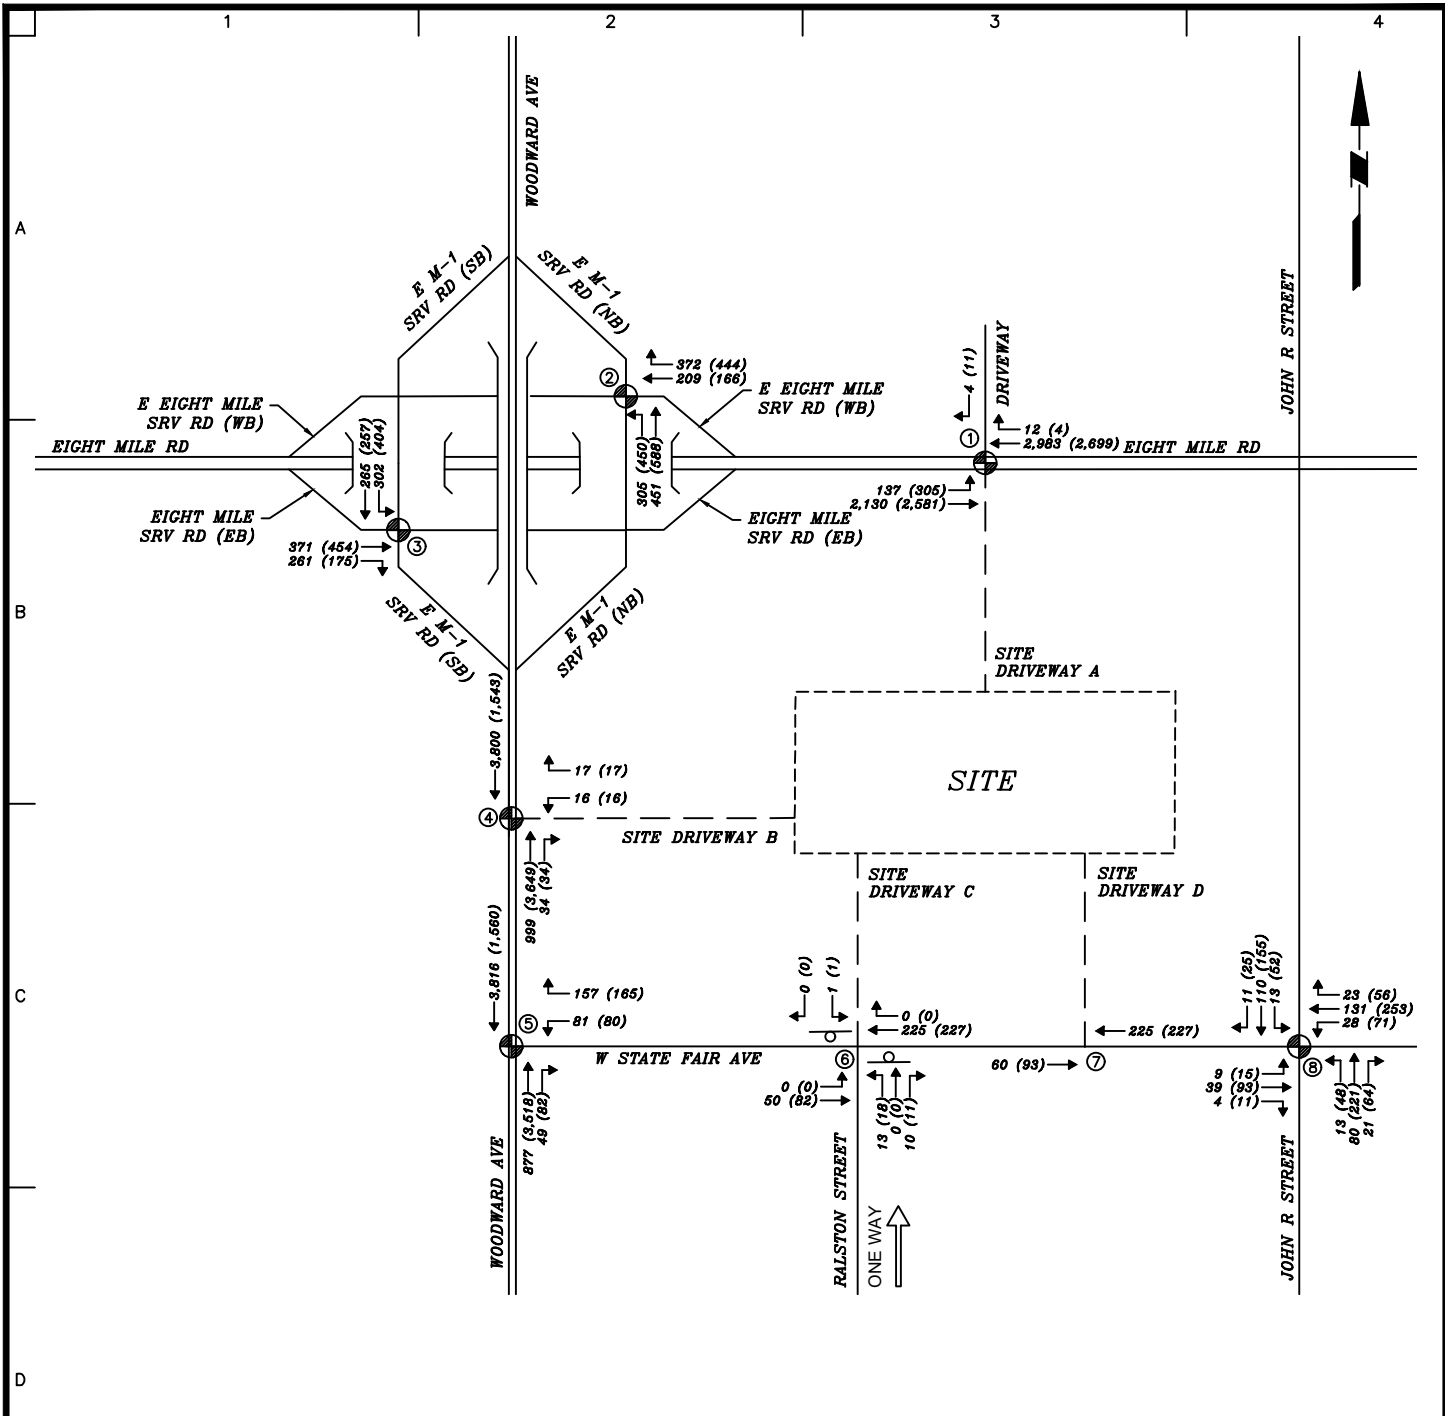 1
2
3
4
A
B
C
D
WOODWARD AVE
JOHN R STREET
E M-1
SRV RD (SB)
E M-1
SRV RD (NB)
DRIVEWAY
4 (11)
2
372 (444)
209 (166)
E EIGHT MILE
SRV RD (WB)
E EIGHT MILE
SRV RD (WB)
EIGHT MILE RD
265 (257)
302 (404)
305 (450)
451 (588)
1
12 (4)
2,983 (2,699)
EIGHT MILE RD
137 (305)
2,130 (2,581)
EIGHT MILE
SRV RD (EB)
EIGHT MILE
SRV RD (EB)
371 (454)
261 (175)
3
E M-1
SRV RD (SB)
E M-1
SRV RD (NB)
SITE
DRIVEWAY A
3,800 (1,543)
17 (17)
16 (16)
SITE
4
SITE DRIVEWAY B
999 (3,649)
34 (34)
SITE
DRIVEWAY C
SITE
DRIVEWAY D
3,816 (1,560)
157 (165)
81 (80)
5
0 (0)
1 (1)
0 (0)
225 (227)
225 (227)
11 (25)
110 (155)
13 (52)
23 (56)
131 (253)
28 (71)
W STATE FAIR AVE
6
60 (93)
7
8
0 (0)
50 (82)
9 (15)
39 (93)
4 (11)
877 (3,518)
49 (82)
13 (18)
0 (0)
10 (11)
13 (48)
80 (221)
21 (64)
WOODWARD AVE
RALSTON STREET
ONE WAY
JOHN R STREET